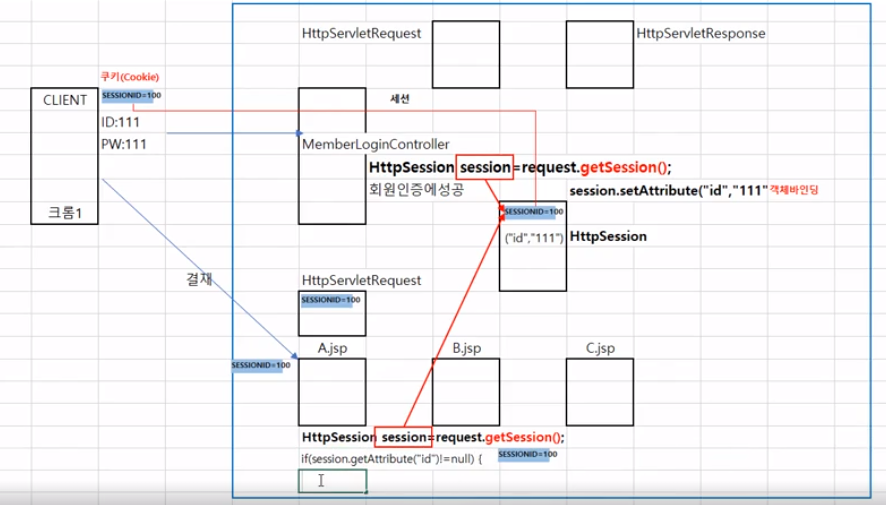 HttpServletRequest
HttpServletResponse
쿠키(Cookie)
CLIENT
SESSIONID=100
세션
ID:111
PW:111
MemberLoginController
HttpSession session=request.getSession();
회원인증에성공
session.setAttribute("id","111" 객체바인딩
크롬1
SESSIONID=100
("id","111")
HttpSession
결재
HttpServletRequest
SESSIONID=100
A.jsp
B.jsp
C.jsp
SESSIONID=100
HttpSession session=request.getSession();
if(session.getAttribute("id")!=null) {
SESSIONID=100